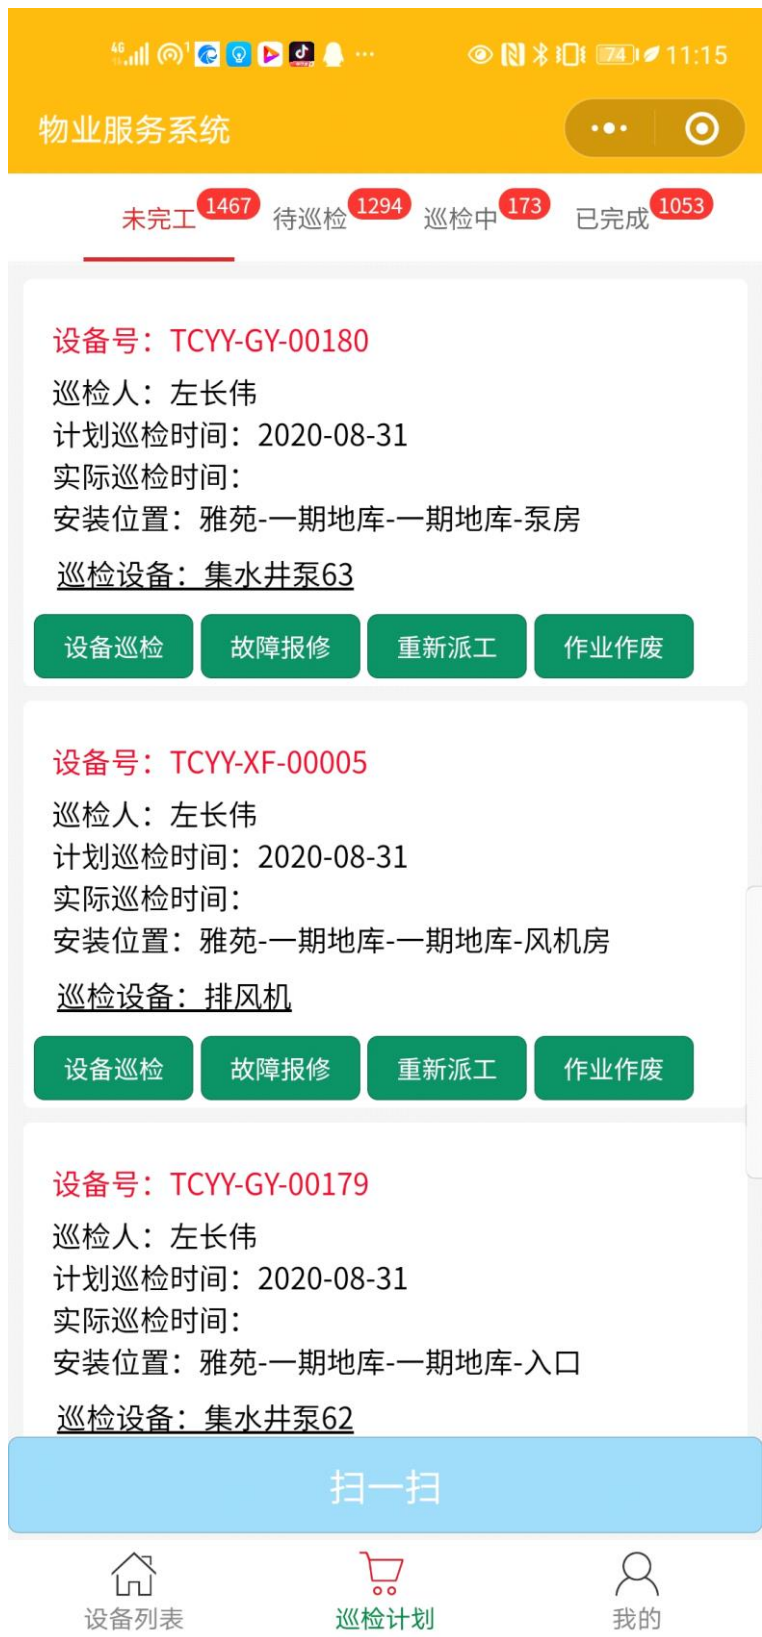 4G 74 11:15
物业服务系统
未完工 1467 待巡检 1294 巡检中 173 已完成 1053
设备号：TCYY-GY-00180
巡检人：左长伟
计划巡检时间：2020-08-31
实际巡检时间：
安装位置：雅苑-一期地库-一期地库-泵房
巡检设备：集水井泵63
设备巡检 故障报修 重新派工 作业作废
设备号：TCYY-XF-00005
巡检人：左长伟
计划巡检时间：2020-08-31
实际巡检时间：
安装位置：雅苑-一期地库-一期地库-风机房
巡检设备：排风机
设备巡检 故障报修 重新派工 作业作废
设备号：TCYY-GY-00179
巡检人：左长伟
计划巡检时间：2020-08-31
实际巡检时间：
安装位置：雅苑-一期地库-一期地库-入口
巡检设备：集水井泵62
扫一扫
设备列表 巡检计划 我的